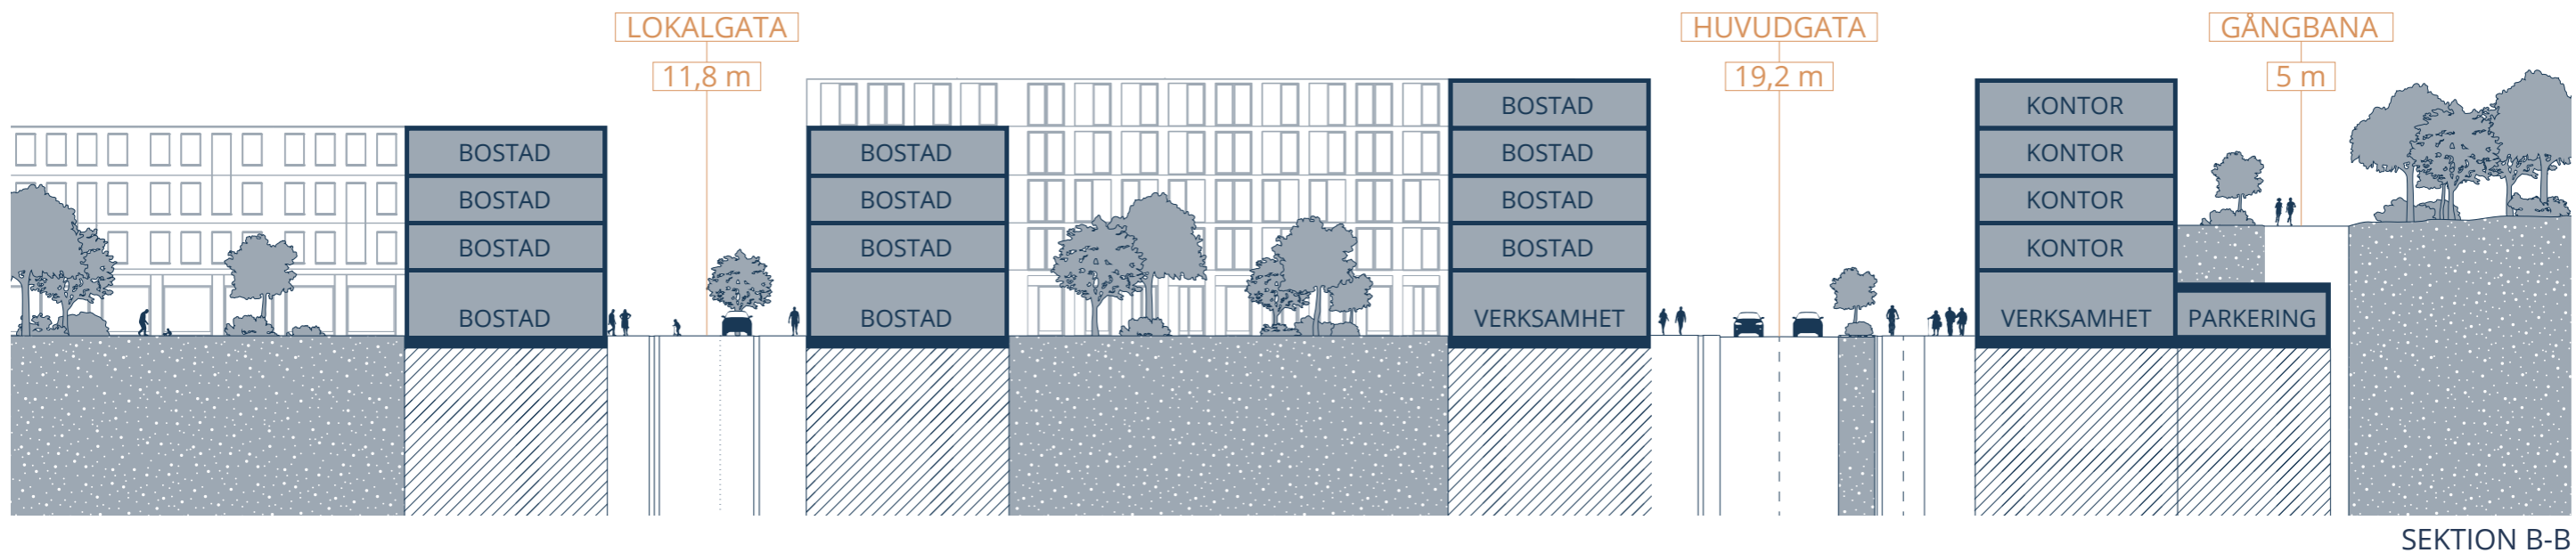 LOKALGATA
11,8 m
HUVUDGATA
19,2 m
GÅNGBANA
5 m
BOSTAD
BOSTAD
BOSTAD
BOSTAD
BOSTAD
BOSTAD
BOSTAD
BOSTAD
BOSTAD
BOSTAD
BOSTAD
BOSTAD
VERKSAMHET
KONTOR
KONTOR
KONTOR
KONTOR
VERKSAMHET
PARKERING
SEKTION B-B